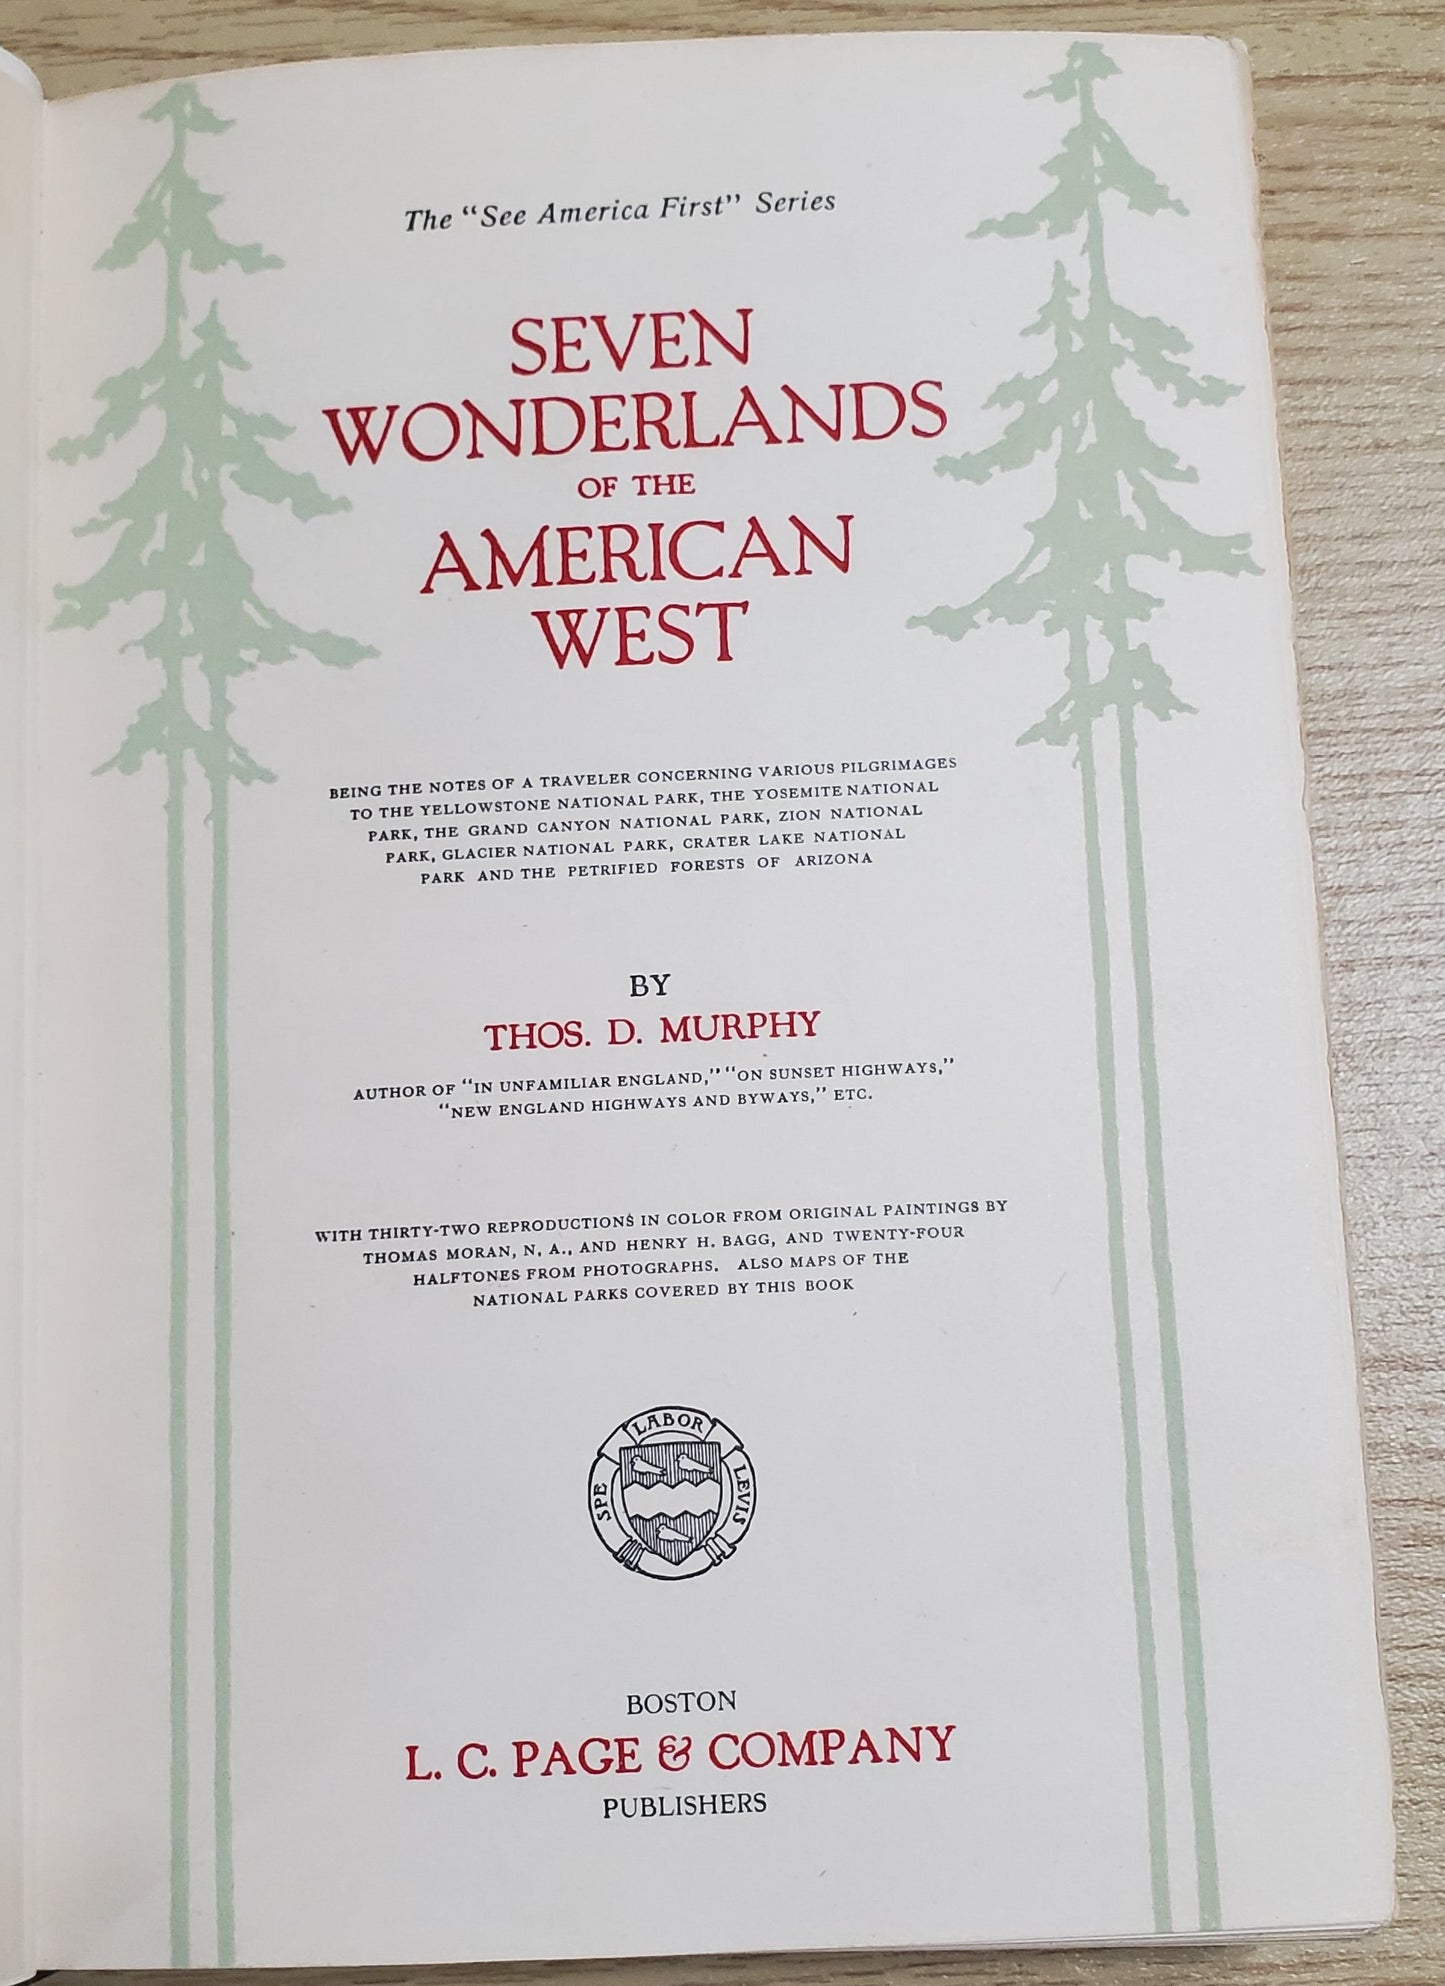 The "See America First" Series
SEVEN
WONDERLANDS
OF THE
AMERICAN
WEST
BEING THE NOTES OF A TRAVELER CONCERNING VARIOUS PILGRIMAGES
TO THE YELLOWSTONE NATIONAL PARK, THE YOSEMITE NATIONAL
PARK, THE GRAND CANYON NATIONAL PARK, ZION NATIONAL
PARK, GLACIER NATIONAL PARK, CRATER LAKE NATIONAL
PARK AND THE PETRIFIED FORESTS OF ARIZONA
BY
THOS. D. MURPHY
AUTHOR OF "IN UNFAMILIAR ENGLAND," "ON SUNSET HIGHWAYS,"
"NEW ENGLAND HIGHWAYS AND BYWAYS," ETC.
WITH THIRTY-TWO REPRODUCTIONS IN COLOR FROM ORIGINAL PAINTINGS BY
THOMAS MORAN, N. A., AND HENRY H. BAGG, AND TWENTY-FOUR
HALFTONES FROM PHOTOGRAPHS. ALSO MAPS OF THE
NATIONAL PARKS COVERED BY THIS BOOK
SPE
LABOR
LEVIS
BOSTON
L. C. PAGE & COMPANY
PUBLISHERS